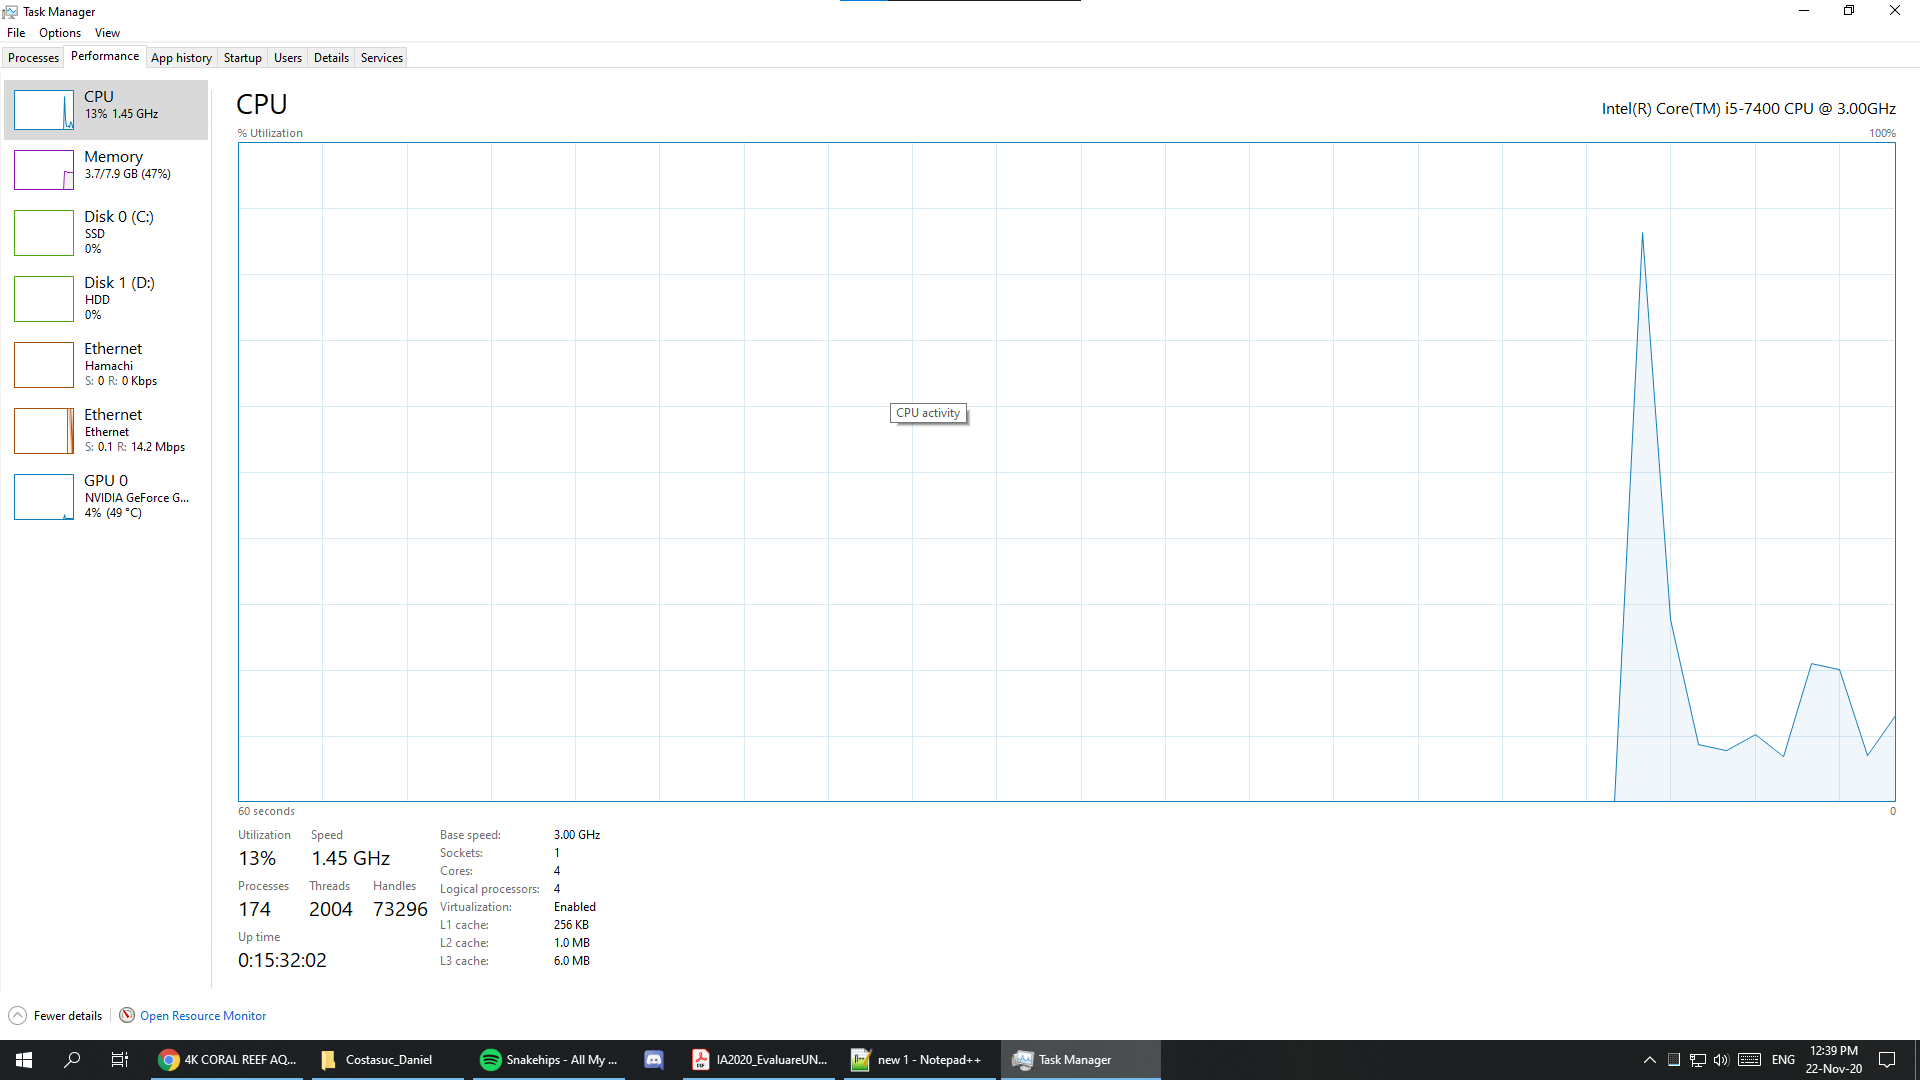 Task Manager
File Options View
Processes Performance App history Startup Users Details Services
CPU
13% 1.45 GHz
Memory
3.7/7.9 GB (47%)
Disk 0 (C:)
SSD
0%
Disk 1 (D:)
HDD
0%
Ethernet
Hamachi
S: 0 R: 0 Kbps
Ethernet
Ethernet
S: 0.1 R: 14.2 Mbps
GPU 0
NVIDIA GeForce G...
4% (49 °C)
CPU
Intel(R) Core(TM) i5-7400 CPU @ 3.00GHz
% Utilization
100%
CPU activity
60 seconds
0
Utilization Speed
13% 1.45 GHz
Processes Threads Handles
174 2004 73296
Up time
0:15:32:02
Base speed: 3.00 GHz
Sockets: 1
Cores: 4
Logical processors: 4
Virtualization: Enabled
L1 cache: 256 KB
L2 cache: 1.0 MB
L3 cache: 6.0 MB
Fewer details
Open Resource Monitor
4K CORAL REEF AQ...
Costasuc_Daniel
Snakehips - All My ...
IA2020_EvaluareUN...
new 1 - Notepad++
Task Manager
ENG
12:39 PM
22-Nov-20